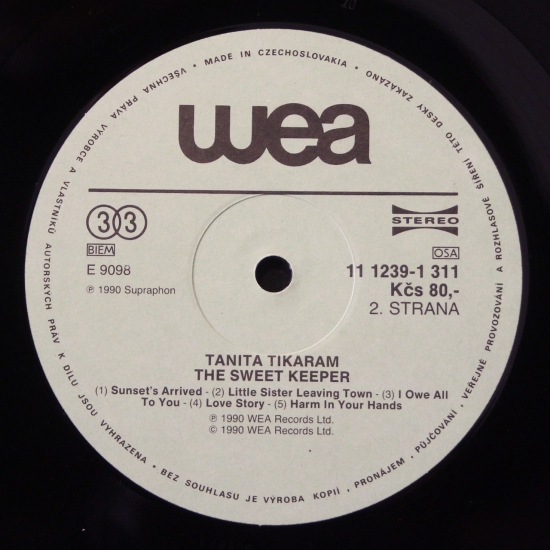 • MADE IN CZECHOSLOVAKIA • VŠECHNA PRÁVA VÝROBCE A VLASTNÍKŮ AUTORSKÝCH PRÁV K DÍLU JSOU VYHRAZENA • BEZ SOUHLASU JE VÝROBA KOPIÍ, PRONÁJEM, PŮJČOVÁNÍ, VEŘEJNÉ PROVOZOVÁNÍ A ROZHLASOVÉ ŠÍŘENÍ TÉTO DESKY ZAKÁZÁNO
wea
33
STEREO
BIEM
OSA
E 9098
11 1239-1 311
Kčs 80,-
℗ 1990 Supraphon
2. STRANA
TANITA TIKARAM
THE SWEET KEEPER
(1) Sunset's Arrived - (2) Little Sister Leaving Town - (3) I Owe All
To You - (4) Love Story - (5) Harm In Your Hands
℗ 1990 WEA Records Ltd.
© 1990 WEA Records Ltd.